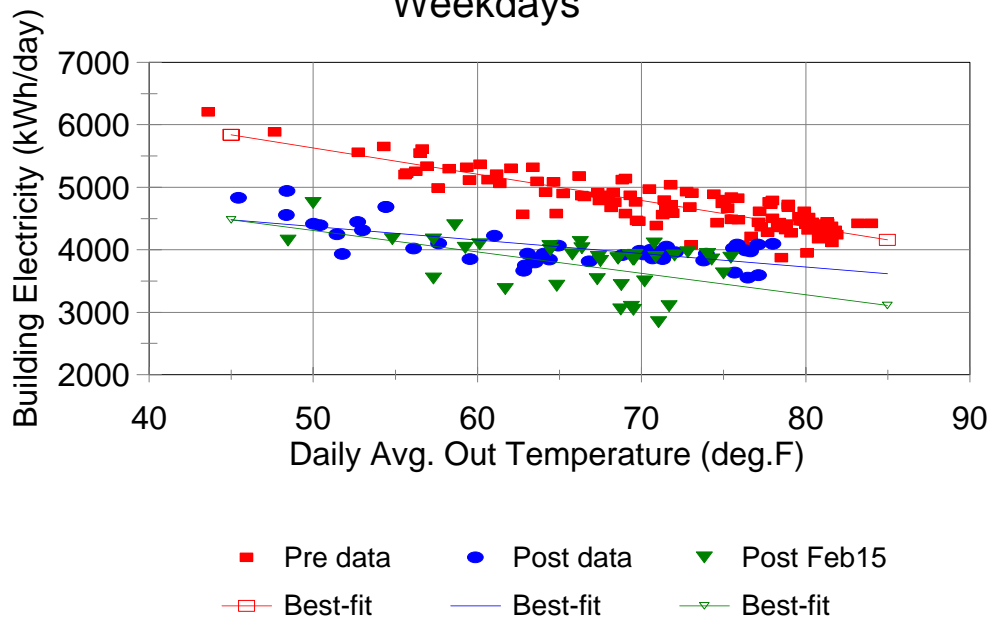 Weekdays
Building Electricity (kWh/day)
7000
6000
5000
4000
3000
2000
40 50 60 70 80 90
Daily Avg. Out Temperature (deg.F)
Pre data Post data Post Feb15
Best-fit Best-fit Best-fit